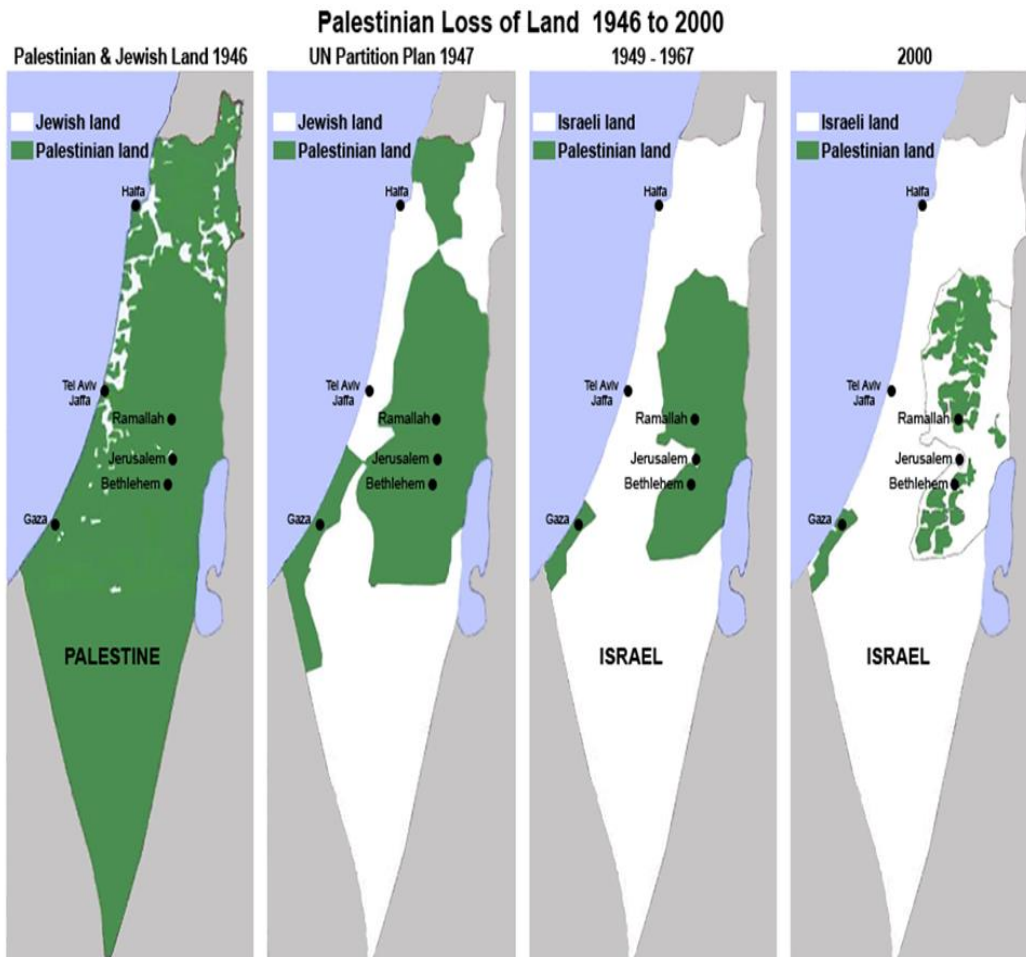 Palestinian Loss of Land 1946 to 2000
Palestinian & Jewish Land 1946
Jewish land
Palestinian land
Haifa
Tel Aviv
Jaffa
Ramallah
Jerusalem
Bethlehem
Gaza
PALESTINE
UN Partition Plan 1947
Jewish land
Palestinian land
Haifa
Tel Aviv
Jaffa
Ramallah
Jerusalem
Bethlehem
Gaza
1949 - 1967
Israeli land
Palestinian land
Haifa
Tel Aviv
Jaffa
Ramallah
Jerusalem
Bethlehem
Gaza
ISRAEL
2000
Israeli land
Palestinian land
Haifa
Tel Aviv
Jaffa
Ramallah
Jerusalem
Bethlehem
Gaza
ISRAEL